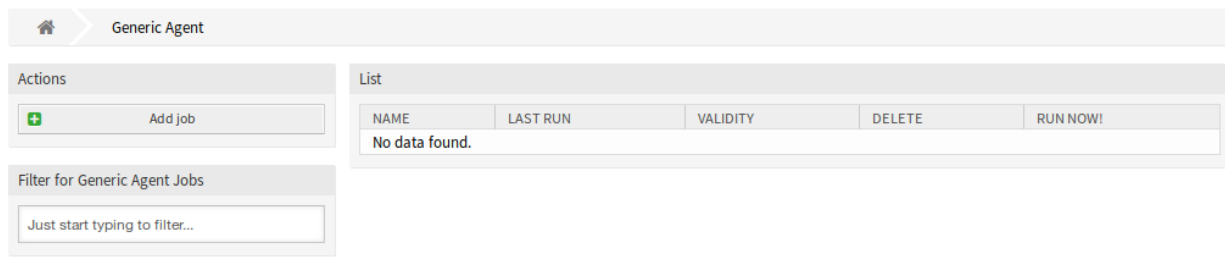 Generic Agent
Actions
Add job
Filter for Generic Agent Jobs
Just start typing to filter...
List
NAME LAST RUN VALIDITY DELETE RUN NOW!
No data found.